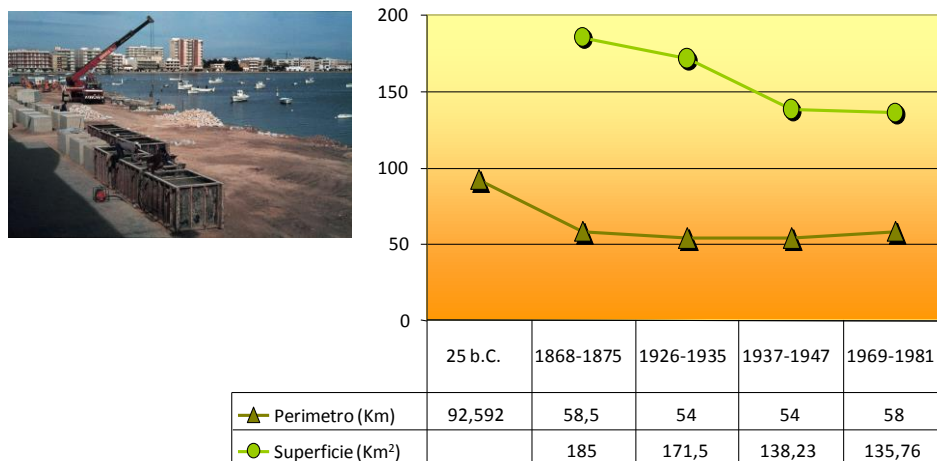 200
150
100
50
0
25 b.C. 1868-1875 1926-1935 1937-1947 1969-1981
Perimetro (Km) 92,592 58,5 54 54 58
Superficie (Km²) 185 171,5 138,23 135,76